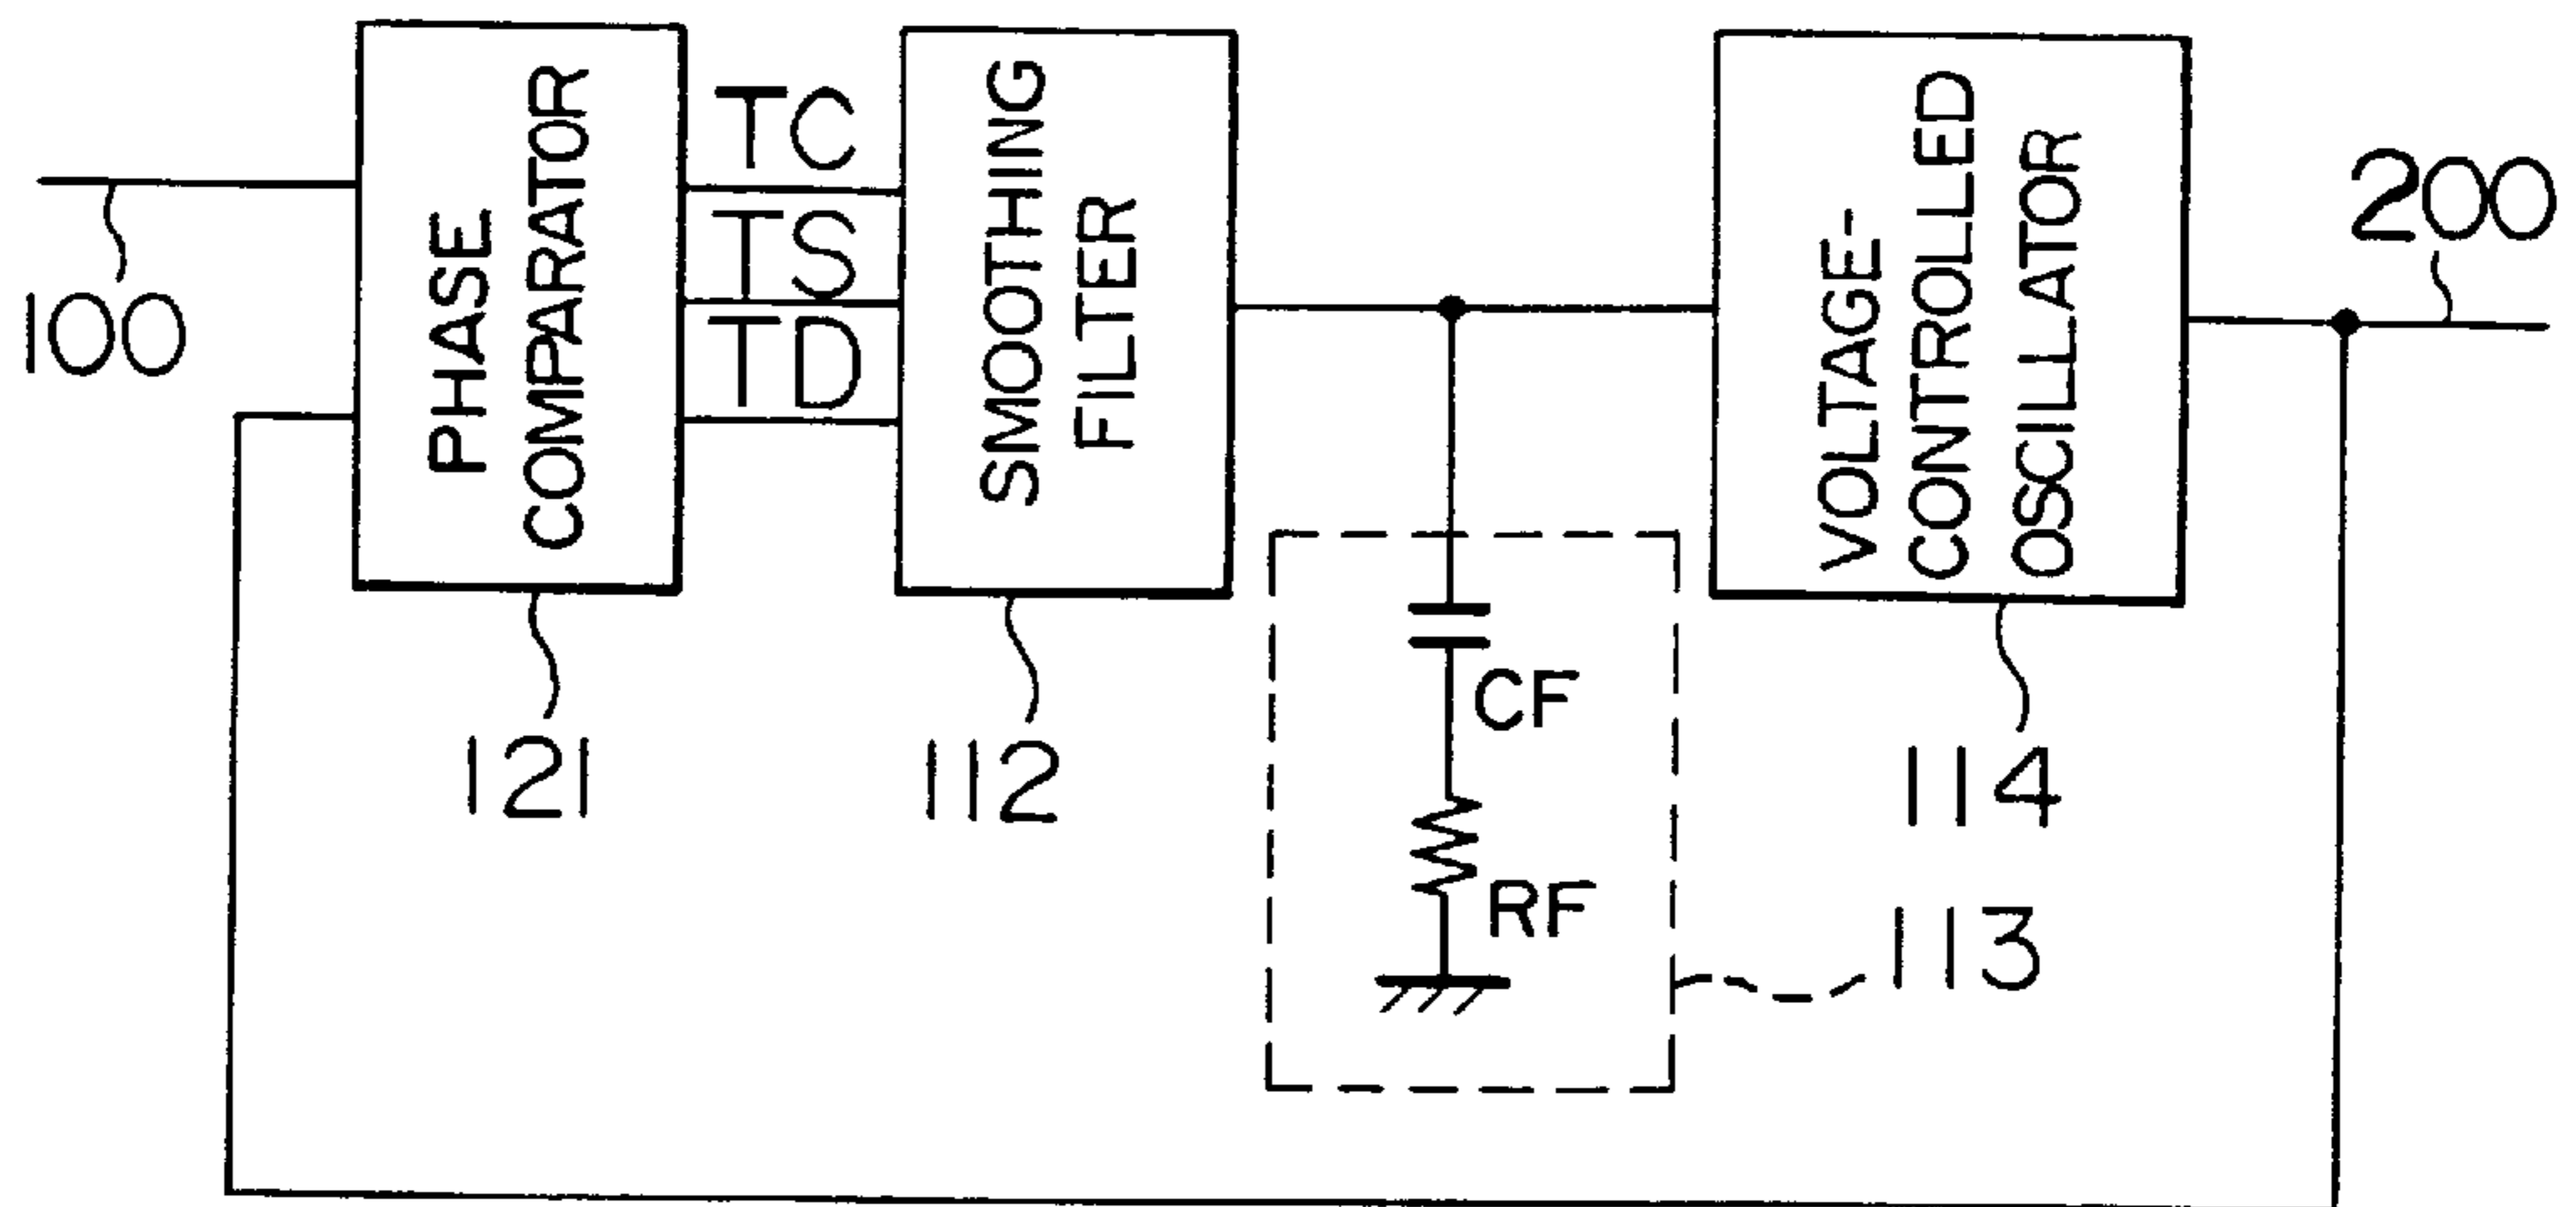 100
PHASE
COMPARATOR
121
TC
TS
TD
SMOOTHING
FILTER
112
CF
RF
113
VOLTAGE-
CONTROLLED
OSCILLATOR
114
200